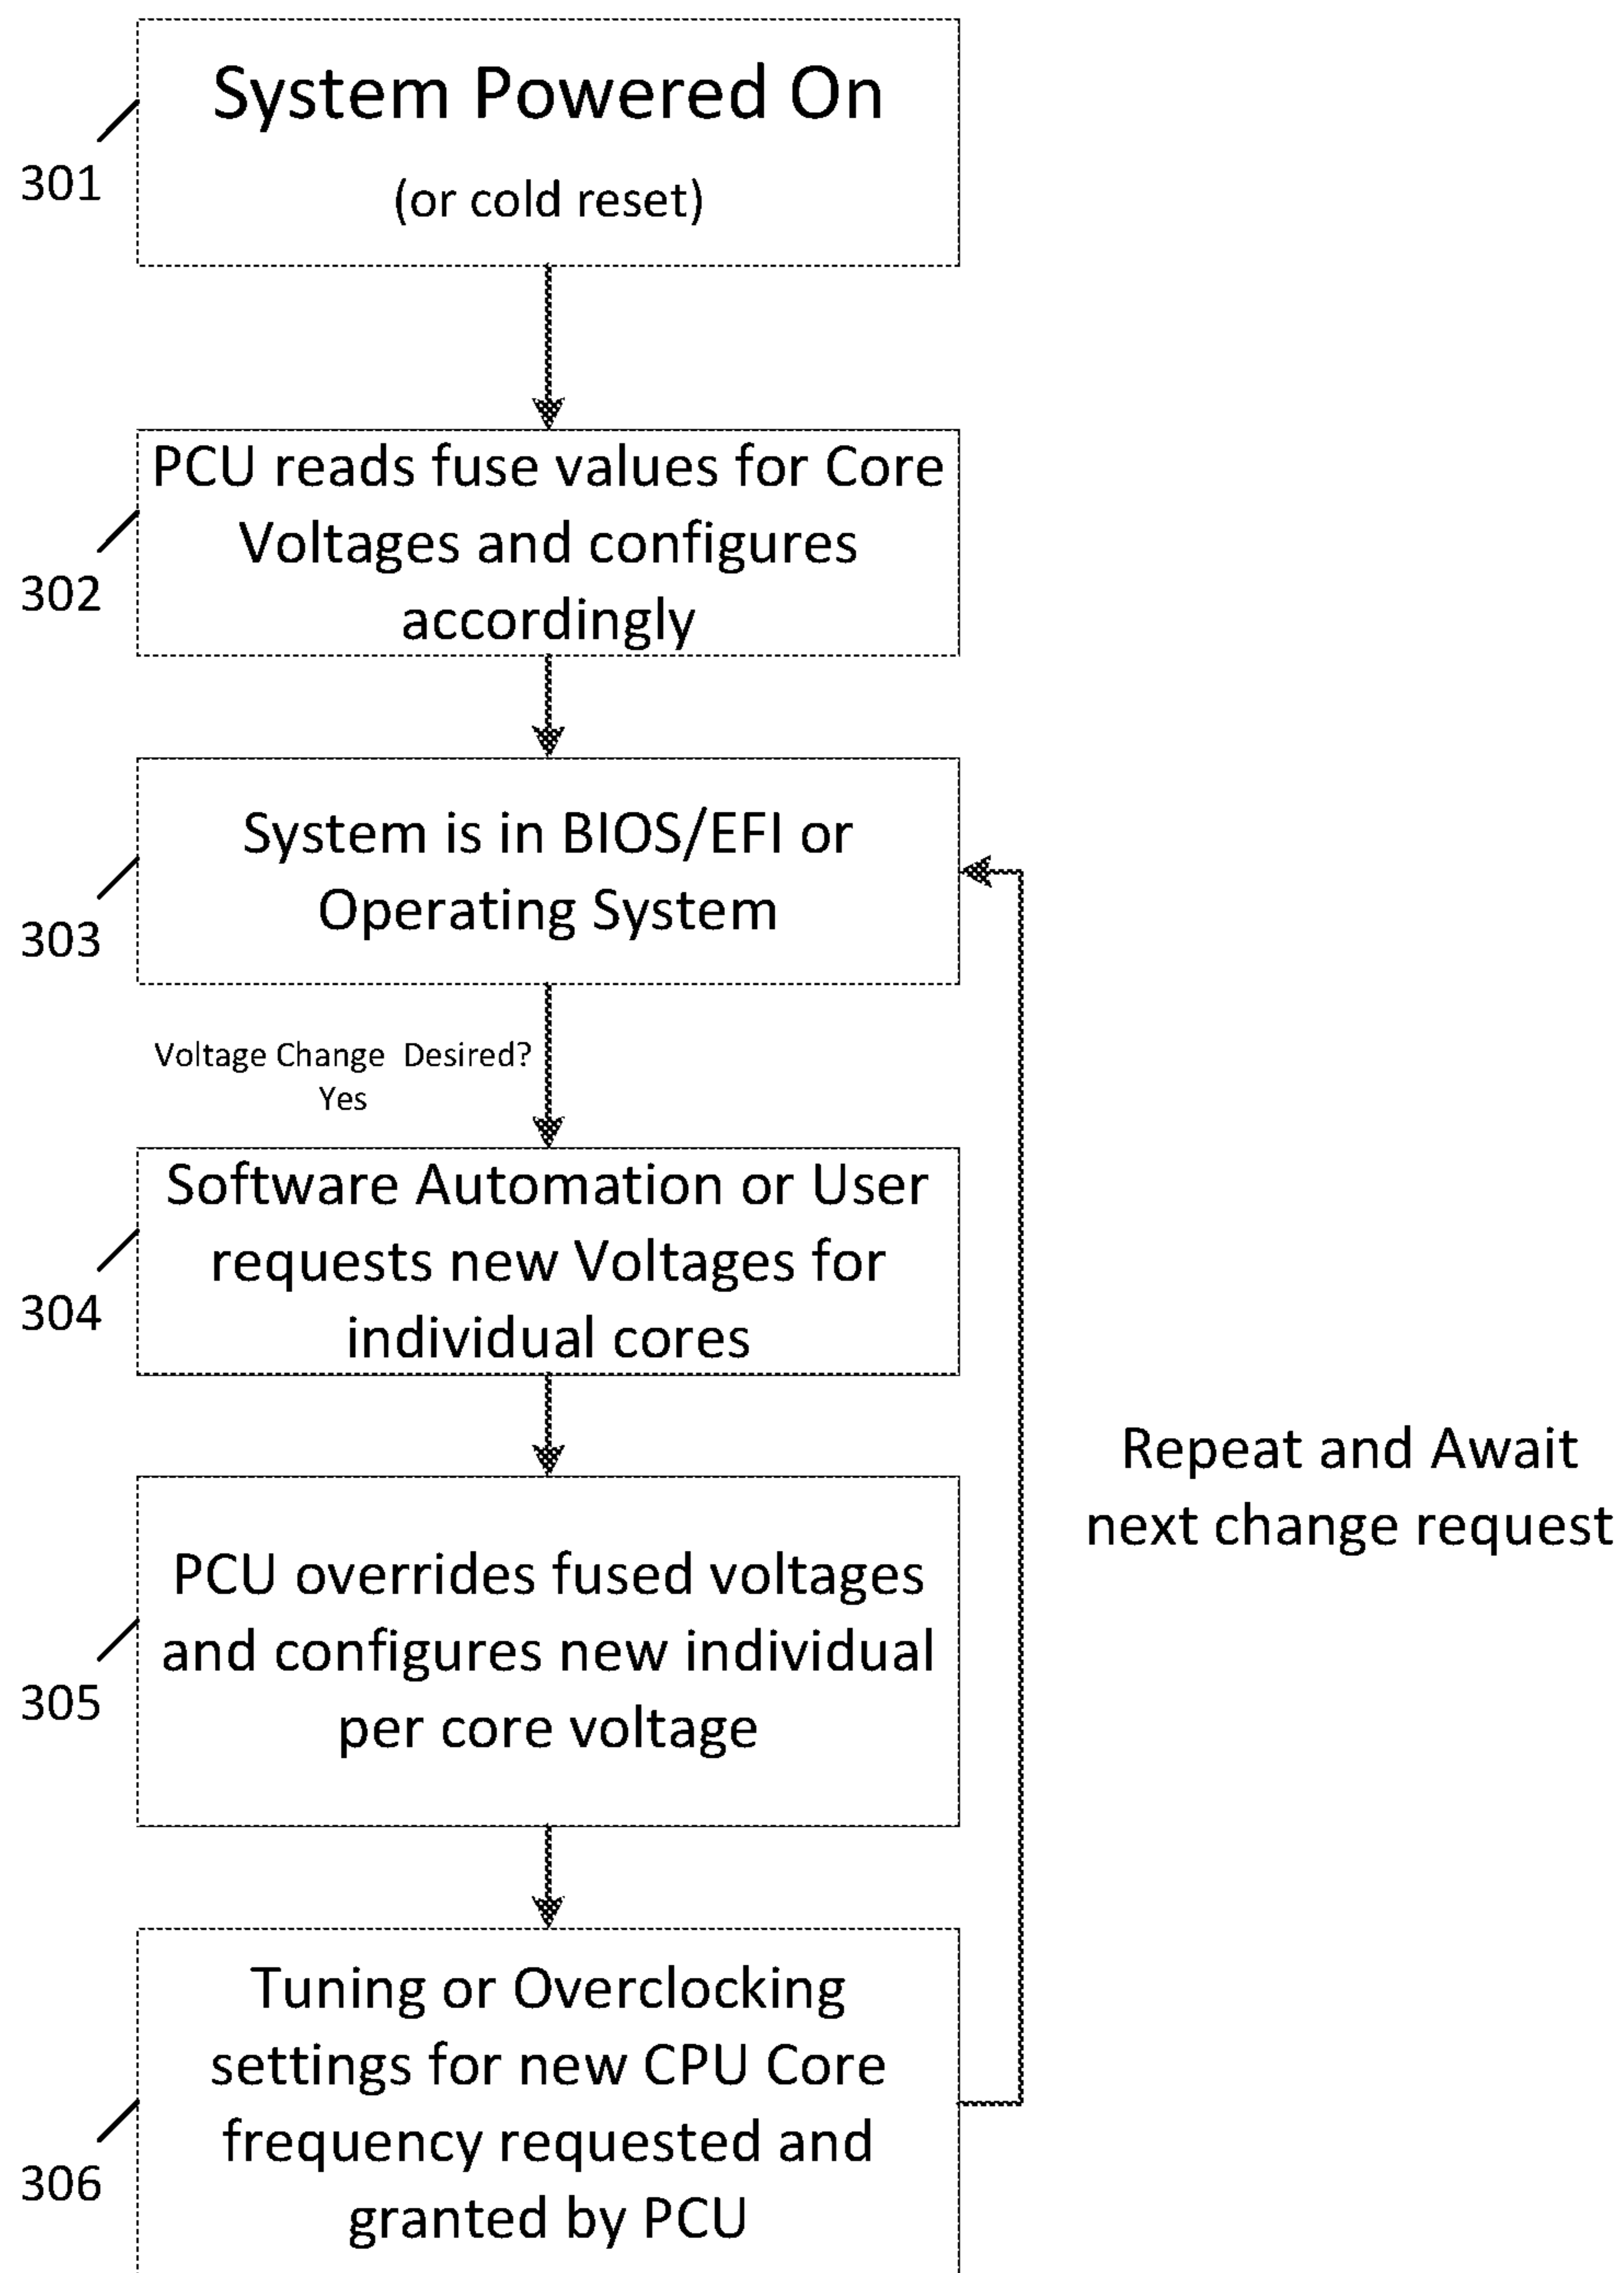 System Powered On
(or cold reset)
301
PCU reads fuse values for Core
Voltages and configures
accordingly
302
System is in BIOS/EFI or
Operating System
303
Voltage Change Desired?
Yes
Software Automation or User
requests new Voltages for
individual cores
304
Repeat and Await
next change request
PCU overrides fused voltages
and configures new individual
per core voltage
305
Tuning or Overclocking
settings for new CPU Core
frequency requested and
granted by PCU
306